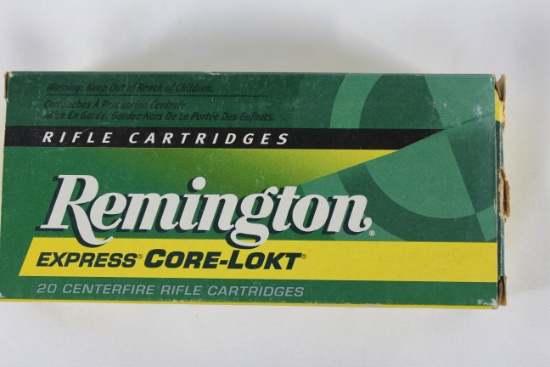 Warning: Keep Out of Reach of Children.
Cartouches À Percussion Centrale
Mise En Garde: Garder Hors De La Portée Des Enfants.
RIFLE CARTRIDGES
Remington®
EXPRESS® CORE-LOKT®
20 CENTERFIRE RIFLE CARTRIDGES